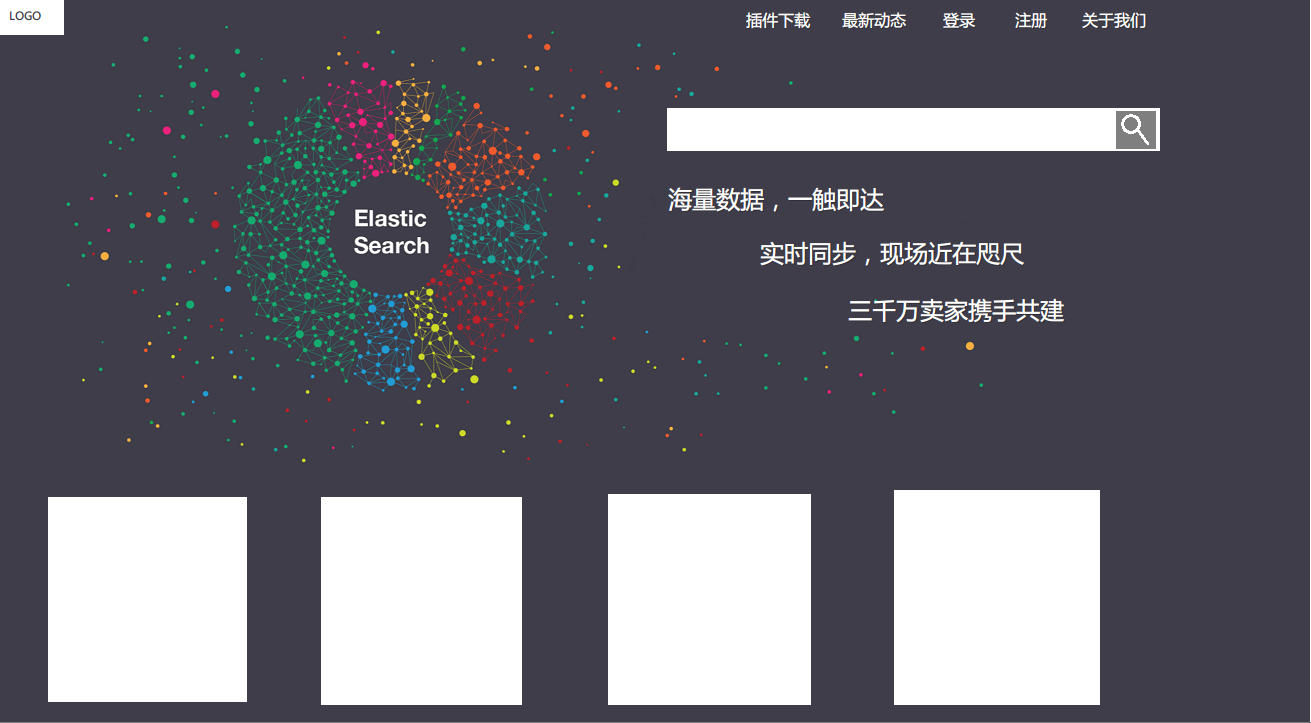 LOGO
插件下载
最新动态
登录
注册
关于我们
Elastic
Search
海量数据，一触即达
实时同步，现场近在咫尺
三千万卖家携手共建